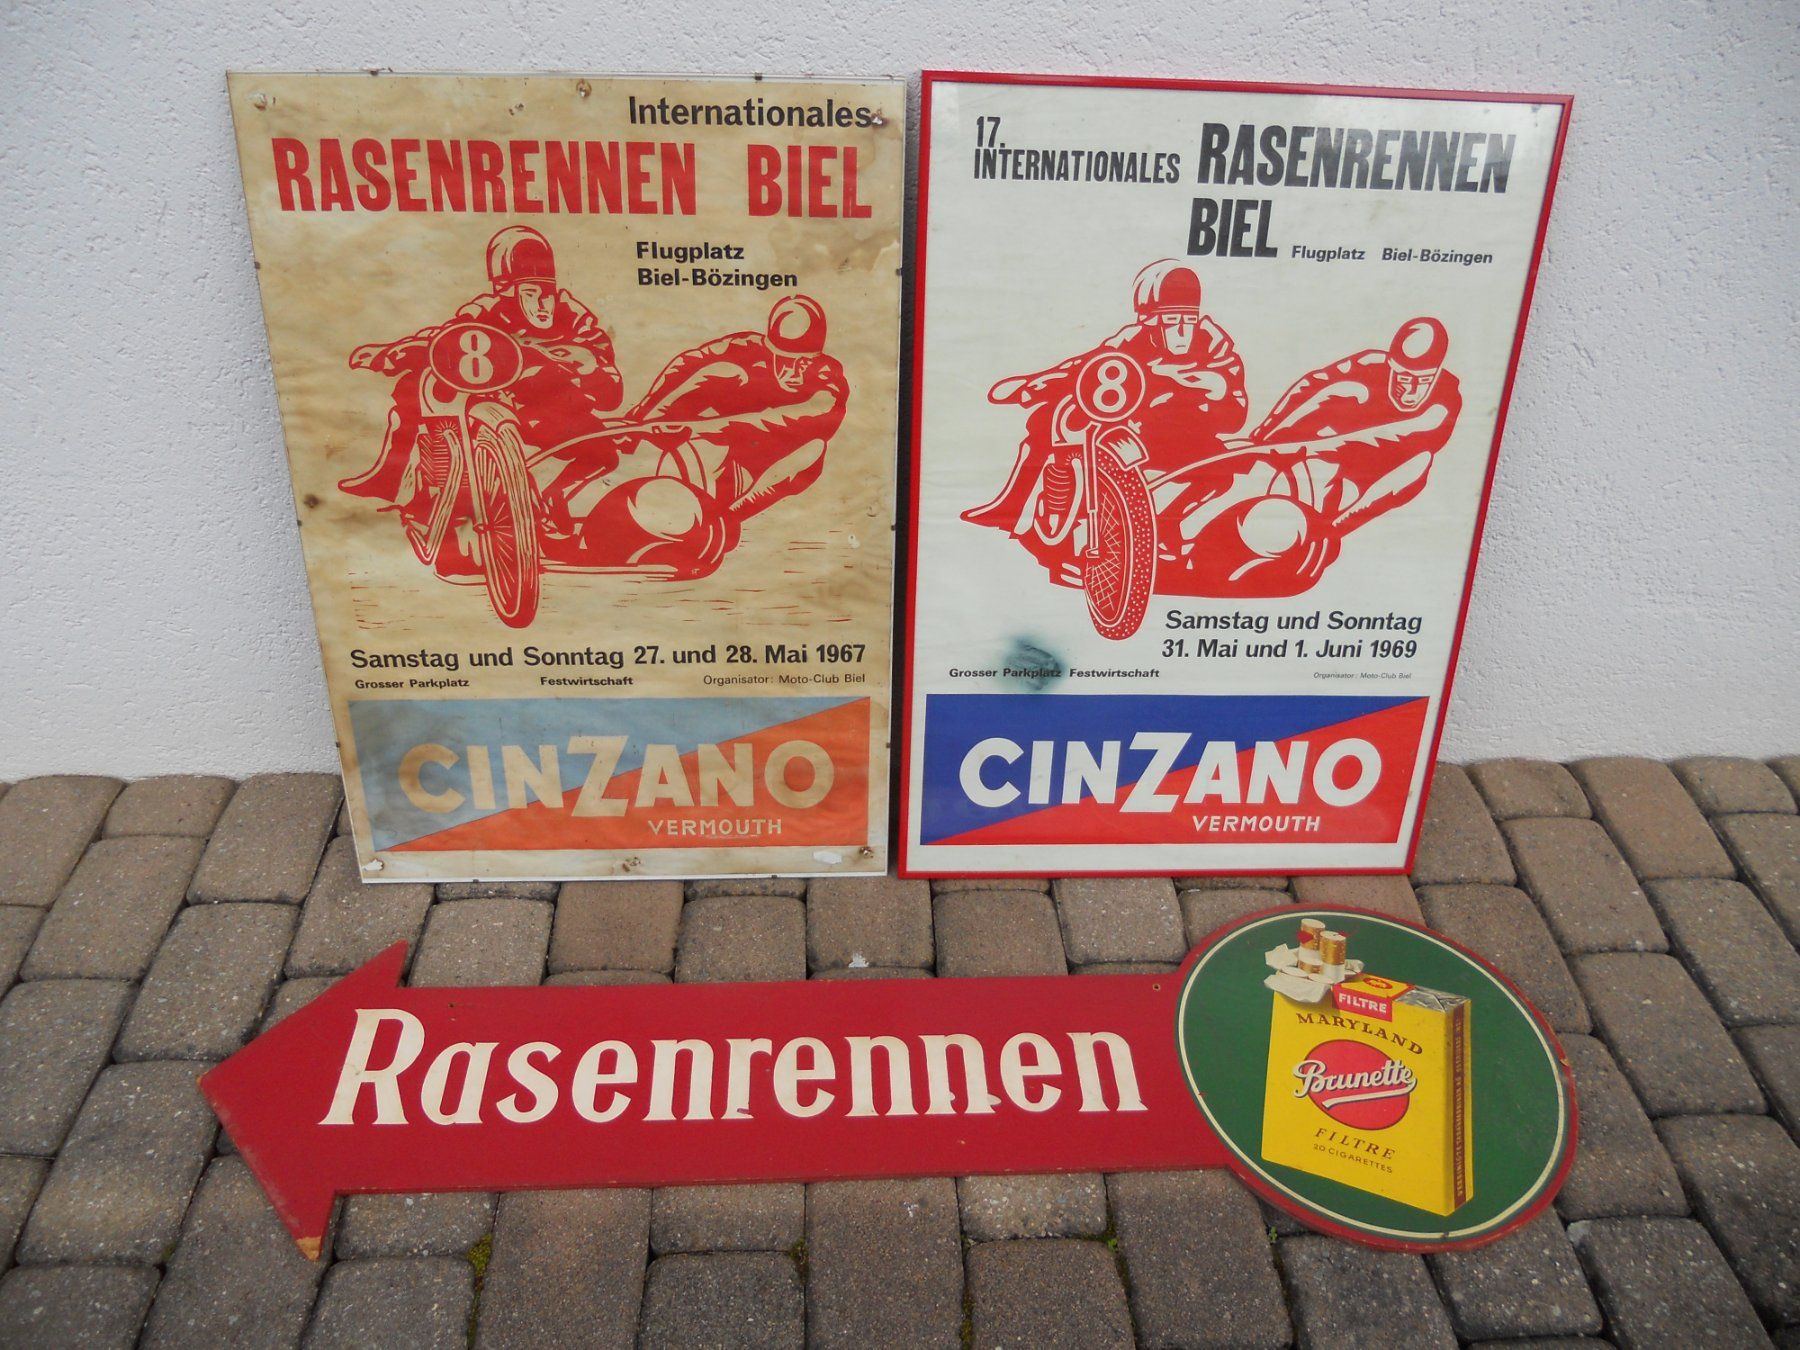 Internationales
RASENRENNEN BIEL
Flugplatz
Biel-Bözingen
8
Samstag und Sonntag 27. und 28. Mai 1967
Grosser Parkplatz Festwirtschaft Organisator: Moto-Club Biel
CINZANO
VERMOUTH
17.
INTERNATIONALES RASENRENNEN
BIEL Flugplatz Biel-Bözingen
8
Samstag und Sonntag
31. Mai und 1. Juni 1969
Grosser Parkplatz Festwirtschaft Organisator: Moto-Club Biel
CINZANO
VERMOUTH
Rasenrennen
FILTRE
MARYLAND
Brunette
FILTRE
20 CIGARETTES